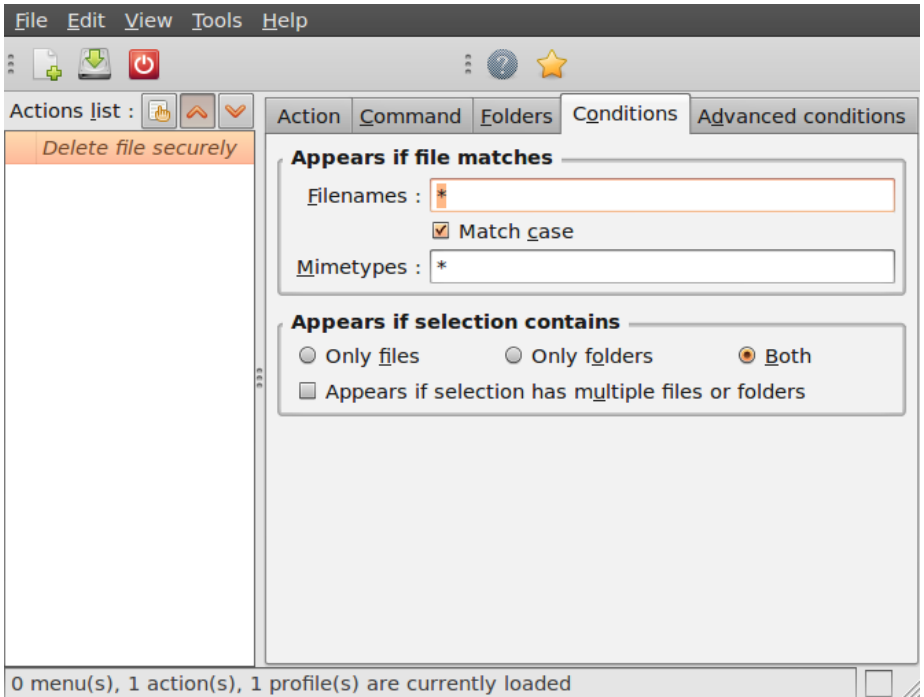 File Edit View Tools Help
Actions list :
Action Command Folders Conditions Advanced conditions
Delete file securely
Appears if file matches
Filenames : *
Match case
Mimetypes : *
Appears if selection contains
Only files Only folders Both
Appears if selection has multiple files or folders
0 menu(s), 1 action(s), 1 profile(s) are currently loaded